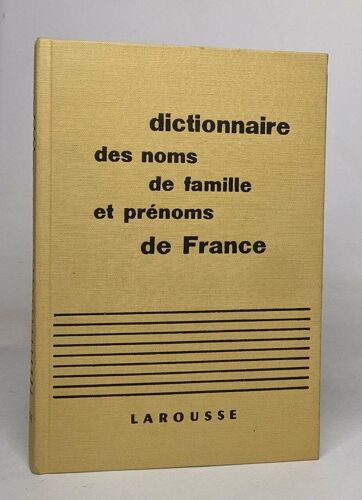 dictionnaire
des noms
de famille
et prénoms
de France
LAROUSSE